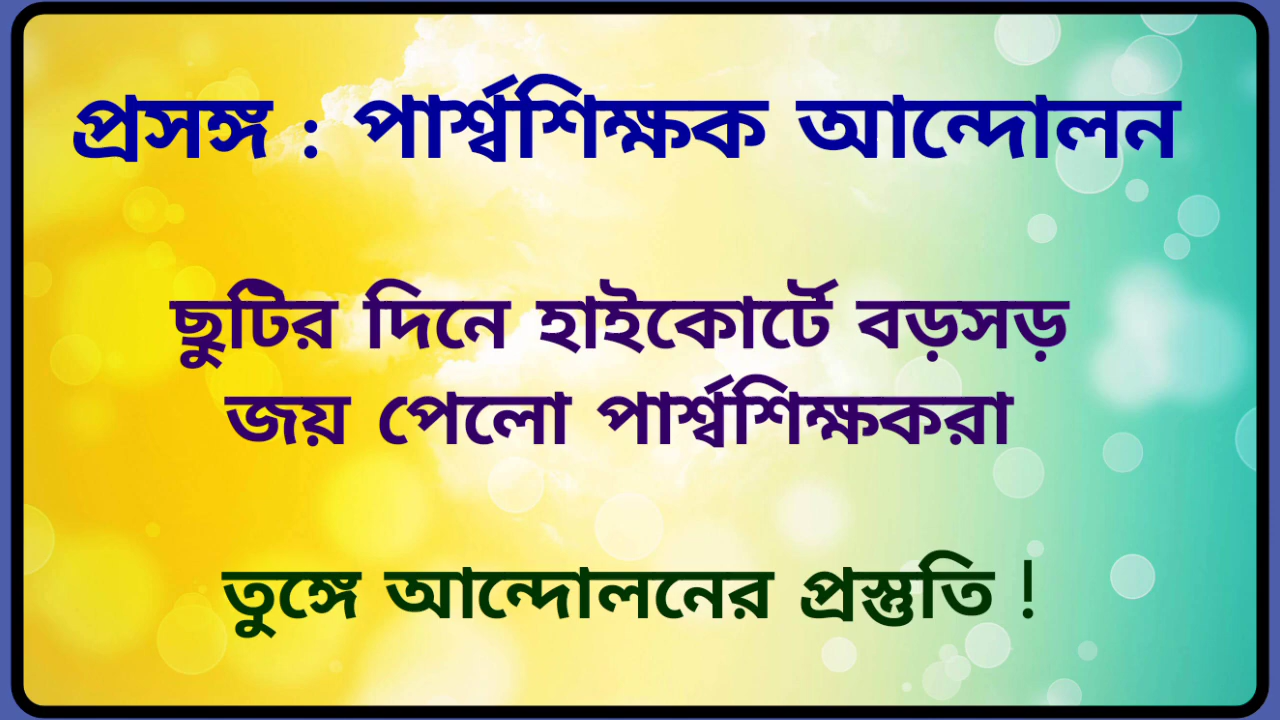 প্রসঙ্গ : পার্শ্বশিক্ষক আন্দোলন
ছুটির দিনে হাইকোর্টে বড়সড়
জয় পেলো পার্শ্বশিক্ষকরা
তুঙ্গে আন্দোলনের প্রস্তুতি !